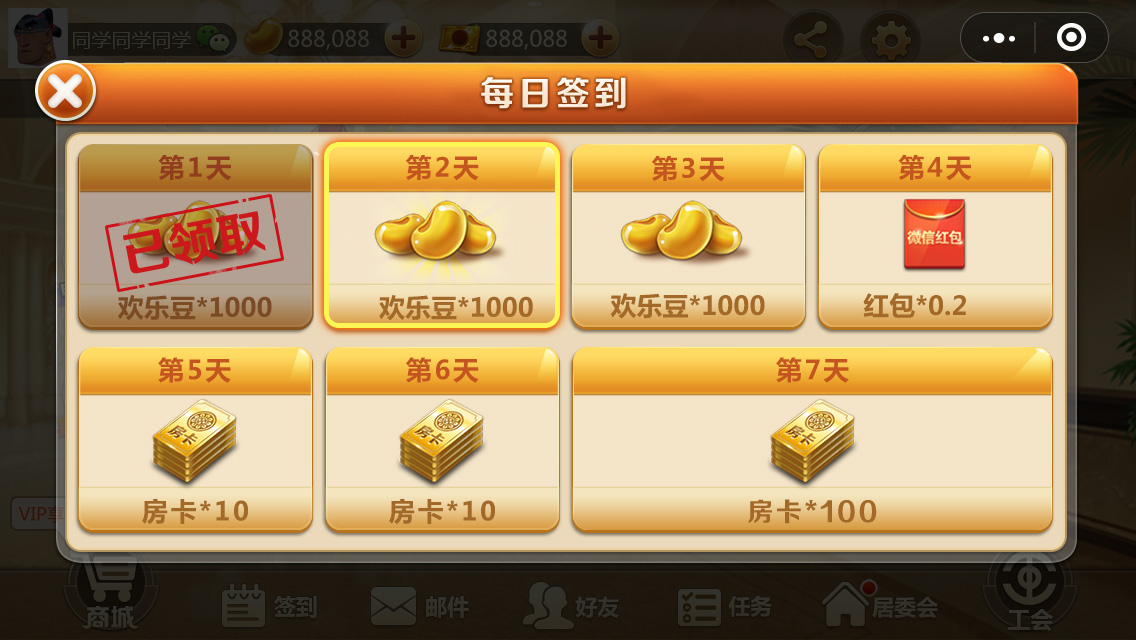 同学同学同学
888,088
888,088
每日签到
第1天
已领取
欢乐豆*1000
第2天
欢乐豆*1000
第3天
欢乐豆*1000
第4天
微信红包
红包*0.2
第5天
房卡
房卡*10
第6天
房卡
房卡*10
第7天
房卡
房卡*100
VIP享
商城
签到
邮件
好友
任务
居委会
工会